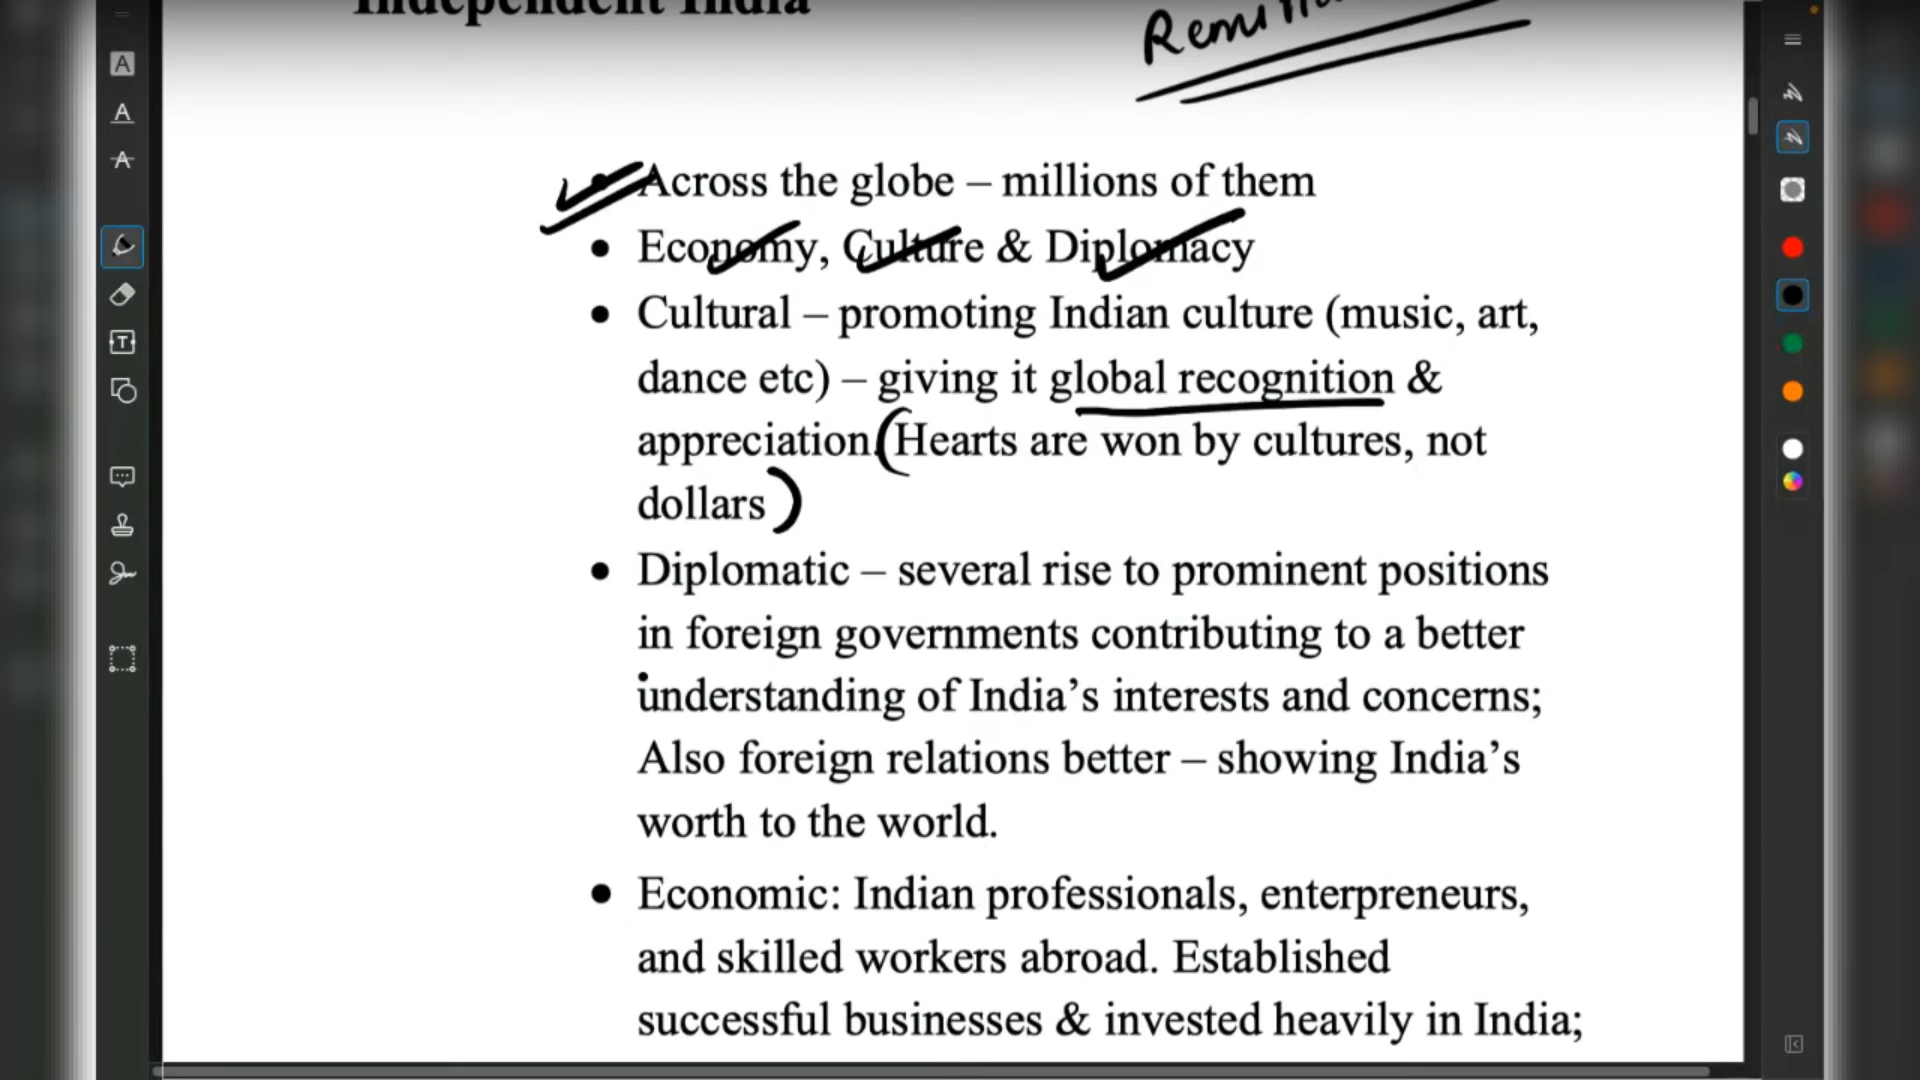 Independent India
Across the globe – millions of them
Economy, Culture & Diplomacy
Cultural – promoting Indian culture (music, art,
dance etc) – giving it global recognition &
appreciation. (Hearts are won by cultures, not
dollars)
Diplomatic – several rise to prominent positions
in foreign governments contributing to a better
understanding of India’s interests and concerns;
Also foreign relations better – showing India’s
worth to the world.
Economic: Indian professionals, enterpreneurs,
and skilled workers abroad. Established
successful businesses & invested heavily in India;